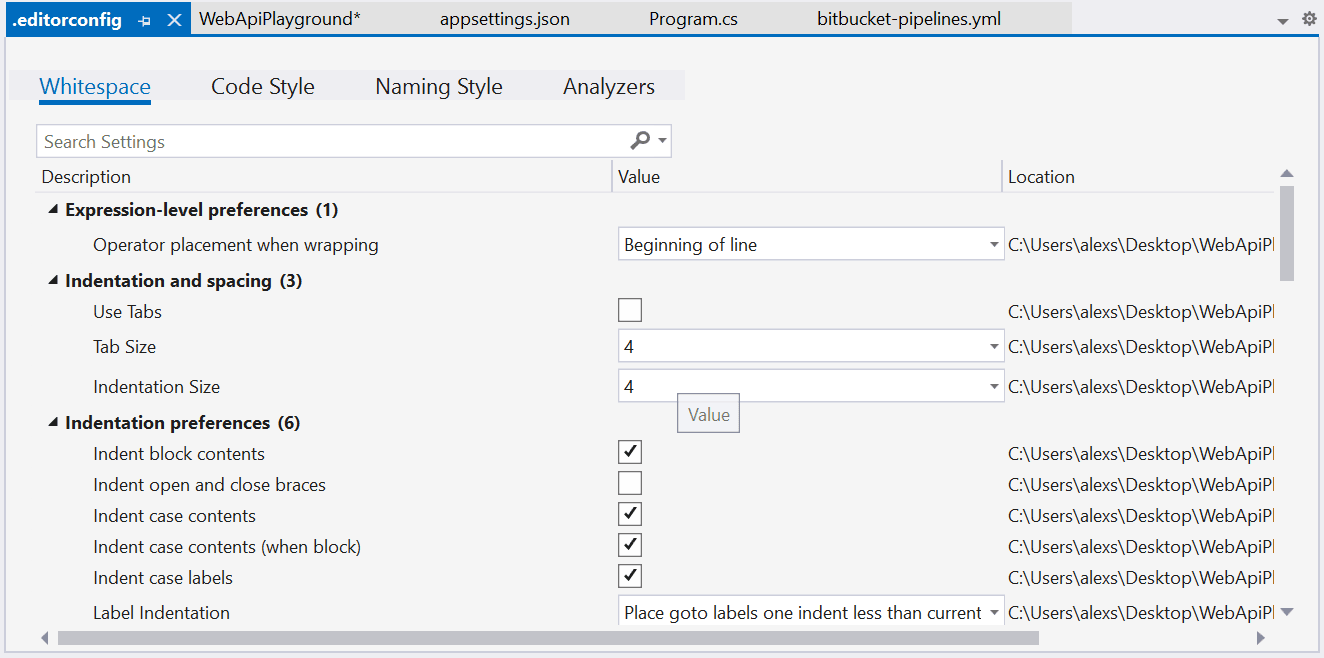 .editorconfig WebApiPlayground* appsettings.json Program.cs bitbucket-pipelines.yml
Whitespace Code Style Naming Style Analyzers
Search Settings
Description Value Location
Expression-level preferences (1)
Operator placement when wrapping Beginning of line C:\Users\alexs\Desktop\WebApiPl
Indentation and spacing (3)
Use Tabs C:\Users\alexs\Desktop\WebApiPl
Tab Size 4 C:\Users\alexs\Desktop\WebApiPl
Indentation Size 4 C:\Users\alexs\Desktop\WebApiPl
Value
Indentation preferences (6)
Indent block contents C:\Users\alexs\Desktop\WebApiPl
Indent open and close braces C:\Users\alexs\Desktop\WebApiPl
Indent case contents C:\Users\alexs\Desktop\WebApiPl
Indent case contents (when block) C:\Users\alexs\Desktop\WebApiPl
Indent case labels C:\Users\alexs\Desktop\WebApiPl
Label Indentation Place goto labels one indent less than current C:\Users\alexs\Desktop\WebApiPl